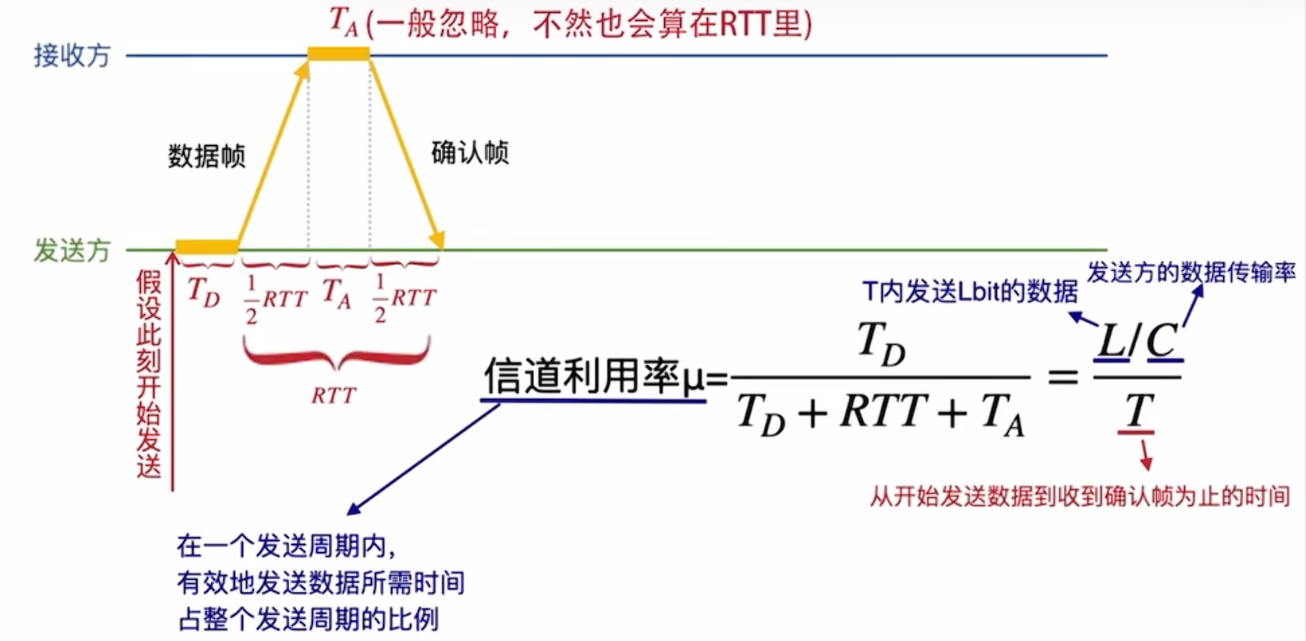 T_A (一般忽略，不然也会算在RTT里)
接收方
数据帧
确认帧
发送方
假设此刻开始发送
T_D
1/2 RTT
T_A
1/2 RTT
RTT
T内发送Lbit的数据
发送方的数据传输率
信道利用率μ= T_D / (T_D + RTT + T_A) = (L/C) / T
从开始发送数据到收到确认帧为止的时间
在一个发送周期内，
有效地发送数据所需时间
占整个发送周期的比例